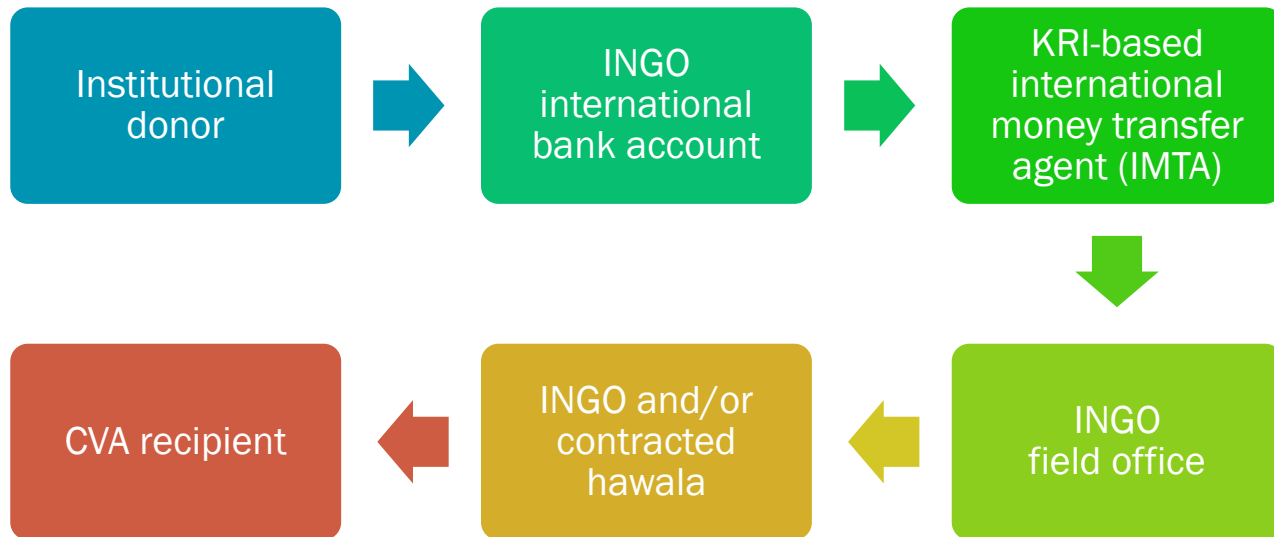 Institutional
donor
INGO
international
bank account
KRI-based
international
money transfer
agent (IMTA)
INGO
field office
INGO and/or
contracted
hawala
CVA recipient